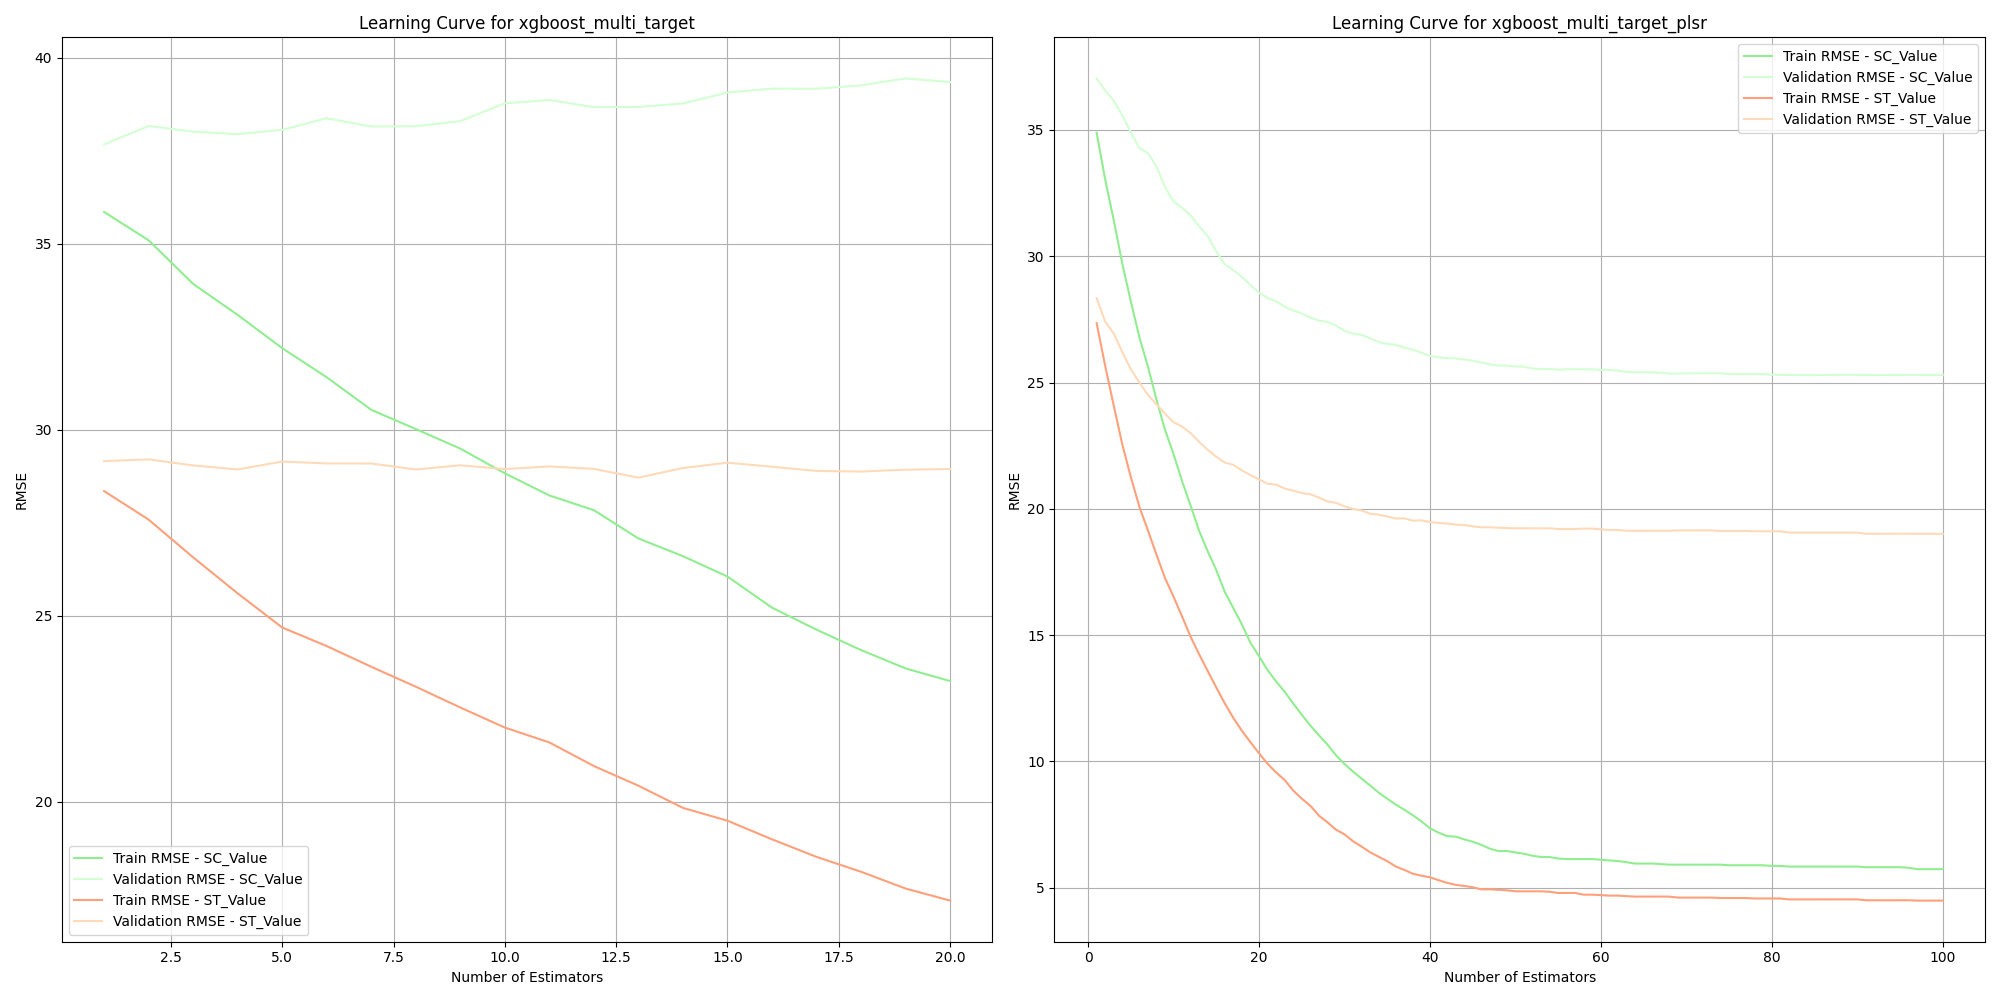 Learning Curve for xgboost_multi_target
RMSE
40
35
30
25
20
Train RMSE - SC_Value
Validation RMSE - SC_Value
Train RMSE - ST_Value
Validation RMSE - ST_Value
2.5 5.0 7.5 10.0 12.5 15.0 17.5 20.0
Number of Estimators
Learning Curve for xgboost_multi_target_plsr
Train RMSE - SC_Value
Validation RMSE - SC_Value
Train RMSE - ST_Value
Validation RMSE - ST_Value
RMSE
35
30
25
20
15
10
5
0 20 40 60 80 100
Number of Estimators